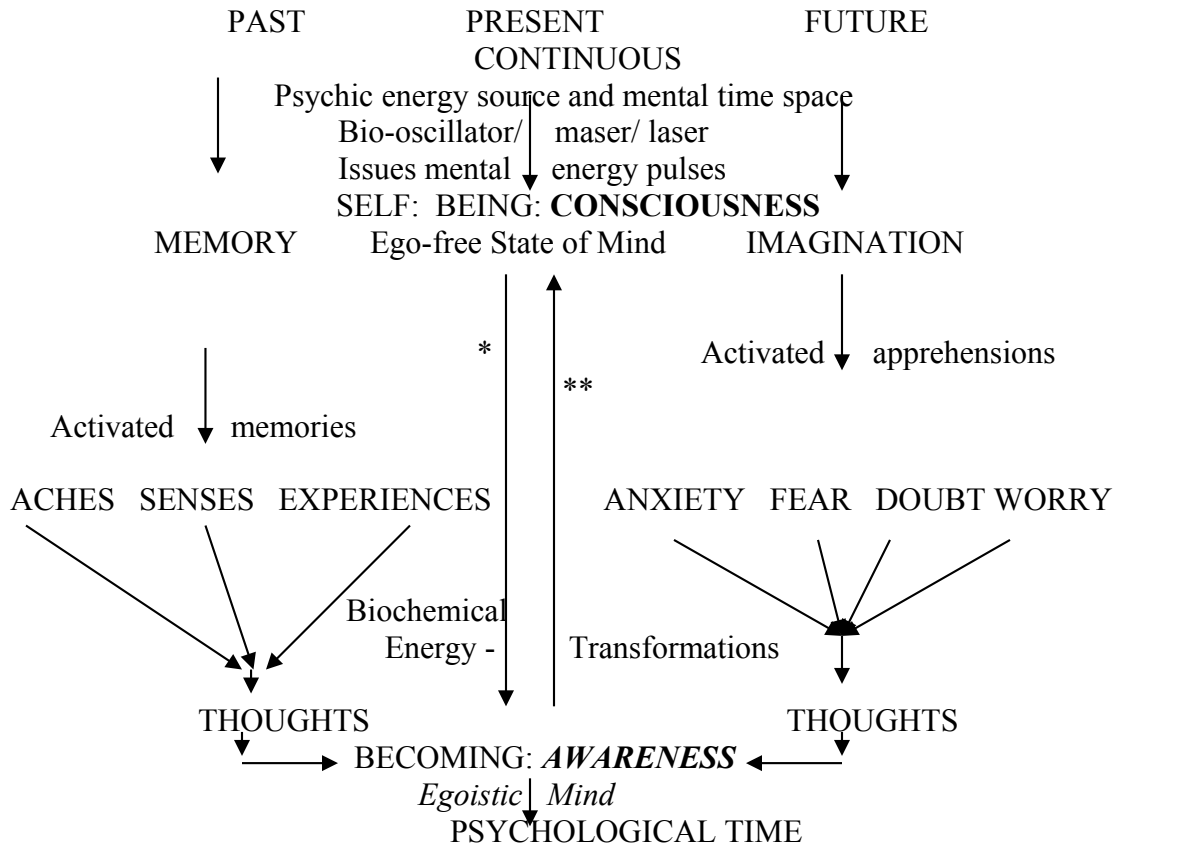 PAST PRESENT FUTURE
CONTINUOUS
Psychic energy source and mental time space
Bio-oscillator/ maser/ laser
Issues mental energy pulses
SELF: BEING: CONSCIOUSNESS
MEMORY Ego-free State of Mind IMAGINATION
*
Activated apprehensions
**
Activated memories
ACHES SENSES EXPERIENCES ANXIETY FEAR DOUBT WORRY
Biochemical
Energy - Transformations
THOUGHTS THOUGHTS
BECOMING: AWARENESS
Egoistic Mind
PSYCHOLOGICAL TIME